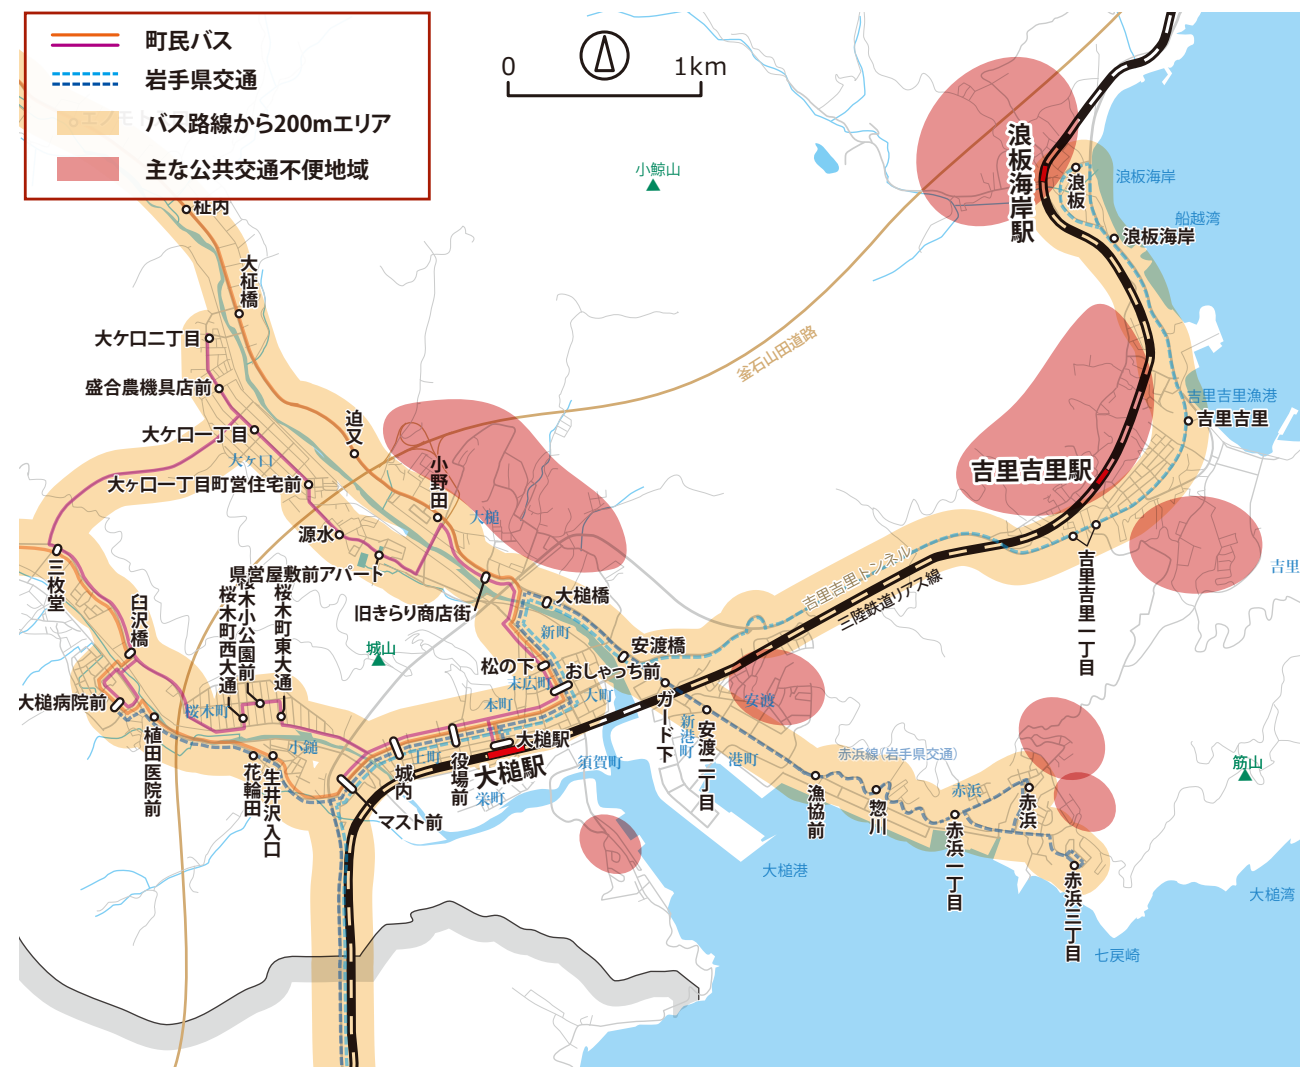 町民バス
岩手県交通
バス路線から200mエリア
主な公共交通不便地域
0
1km
小鯨山
浪板海岸駅
浪板
浪板海岸
船越湾
浪板海岸
柾内
大柾橋
大ケ口二丁目
盛合農機具店前
大ケ口一丁目
大ケ口
大ヶ口一丁目町営住宅前
源水
県営屋敷前アパート
迫又
小野田
大槌
釜石山田道路
吉里吉里漁港
吉里吉里
吉里吉里駅
吉里吉里一丁目
吉里
吉里吉里トンネル
三陸鉄道リアス線
三枚堂
臼沢橋
桜木町西大通
桜木小公園前
桜木町東大通
旧きらり商店街
大槌橋
新町
安渡橋
城山
松の下
おしゃっち前
末広町
大町
本町
大槌病院前
桜木町
植田医院前
小鎚
花輪田
生井沢入口
上町
城内
役場前
大槌駅
大槌駅
栄町
マスト前
須賀町
ガード下
新港町
安渡
安渡二丁目
港町
赤浜線（岩手県交通）
漁協前
惣川
赤浜
赤浜
赤浜一丁目
赤浜三丁目
筋山
大槌港
大槌湾
七戻崎